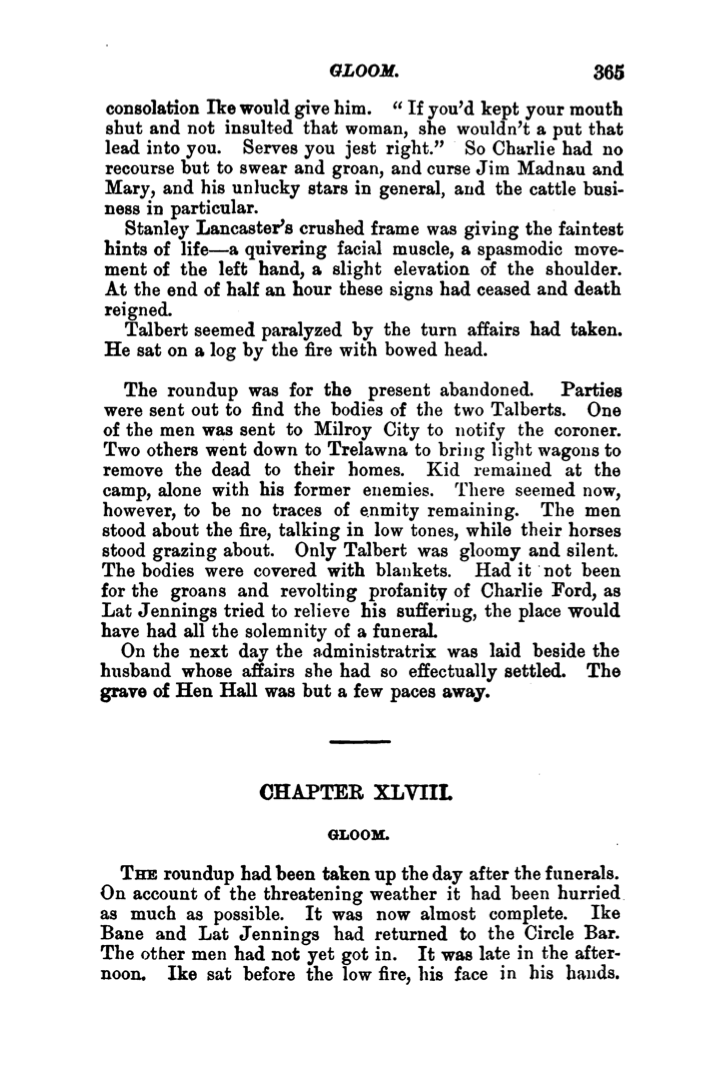 GLOOM. 365
consolation Ike would give him. “ If you’d kept your mouth
shut and not insulted that woman, she wouldn’t a put that
lead into you. Serves you jest right.” So Charlie had no
recourse but to swear and groan, and curse Jim Madnau and
Mary, and his unlucky stars in general, and the cattle busi-
ness in particular.
Stanley Lancaster’s crushed frame was giving the faintest
hints of life—a quivering facial muscle, a spasmodic move-
ment of the left hand, a slight elevation of the shoulder.
At the end of half an hour these signs had ceased and death
reigned.
Talbert seemed paralyzed by the turn affairs had taken.
He sat on a log by the fire with bowed head.
The roundup was for the present abandoned. Parties
were sent out to find the bodies of the two Talberts. One
of the men was sent to Milroy City to notify the coroner.
Two others went down to Trelawna to bring light wagons to
remove the dead to their homes. Kid remained at the
camp, alone with his former enemies. There seemed now,
however, to be no traces of enmity remaining. The men
stood about the fire, talking in low tones, while their horses
stood grazing about. Only Talbert was gloomy and silent.
The bodies were covered with blankets. Had it not been
for the groans and revolting profanity of Charlie Ford, as
Lat Jennings tried to relieve his suffering, the place would
have had all the solemnity of a funeral.
On the next day the administratrix was laid beside the
husband whose affairs she had so effectually settled. The
grave of Hen Hall was but a few paces away.
CHAPTER XLVIII.
GLOOM.
THE roundup had been taken up the day after the funerals.
On account of the threatening weather it had been hurried
as much as possible. It was now almost complete. Ike
Bane and Lat Jennings had returned to the Circle Bar.
The other men had not yet got in. It was late in the after-
noon. Ike sat before the low fire, his face in his hands.